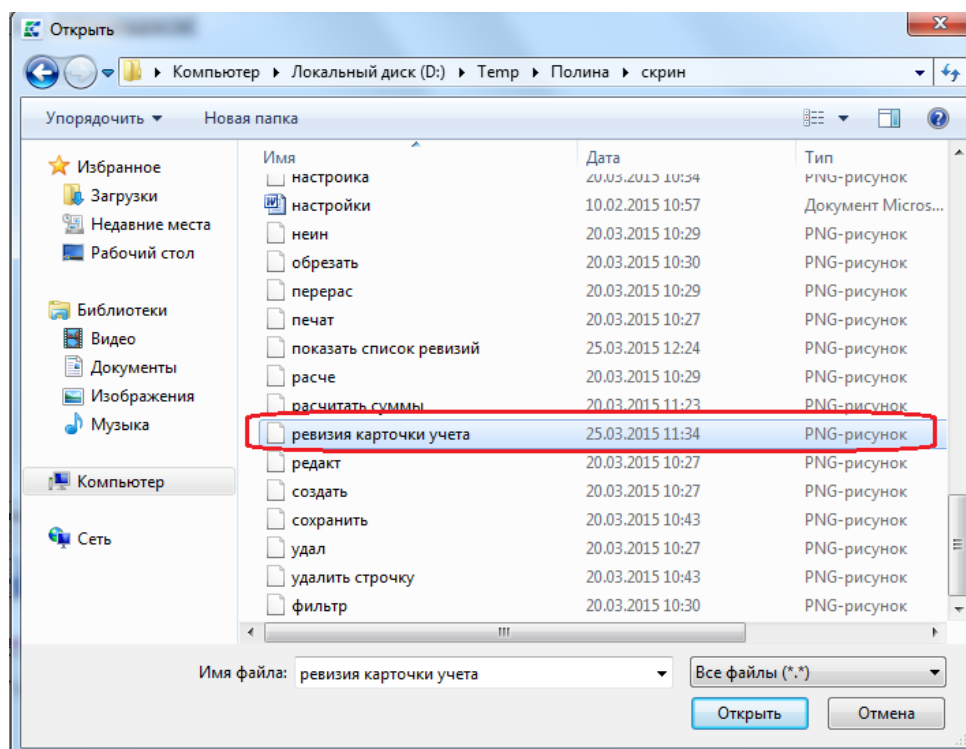 Открыть
Компьютер ▸ Локальный диск (D:) ▸ Temp ▸ Полина ▸ скрин
Упорядочить Новая папка
Избранное
Загрузки
Недавние места
Рабочий стол
Библиотеки
Видео
Документы
Изображения
Музыка
Компьютер
Сеть
Имя Дата Тип
настройка 20.03.2015 10:34 PNG-рисунок
настройки 10.02.2015 10:57 Документ Micros...
неин 20.03.2015 10:29 PNG-рисунок
обрезать 20.03.2015 10:30 PNG-рисунок
перерас 20.03.2015 10:29 PNG-рисунок
печат 20.03.2015 10:27 PNG-рисунок
показать список ревизий 25.03.2015 12:24 PNG-рисунок
расче 20.03.2015 10:29 PNG-рисунок
расчитать суммы 20.03.2015 11:23 PNG-рисунок
ревизия карточки учета 25.03.2015 11:34 PNG-рисунок
редакт 20.03.2015 10:27 PNG-рисунок
создать 20.03.2015 10:27 PNG-рисунок
сохранить 20.03.2015 10:43 PNG-рисунок
удал 20.03.2015 10:27 PNG-рисунок
удалить строчку 20.03.2015 10:43 PNG-рисунок
фильтр 20.03.2015 10:30 PNG-рисунок
Имя файла: ревизия карточки учета Все файлы (*.*)
Открыть Отмена